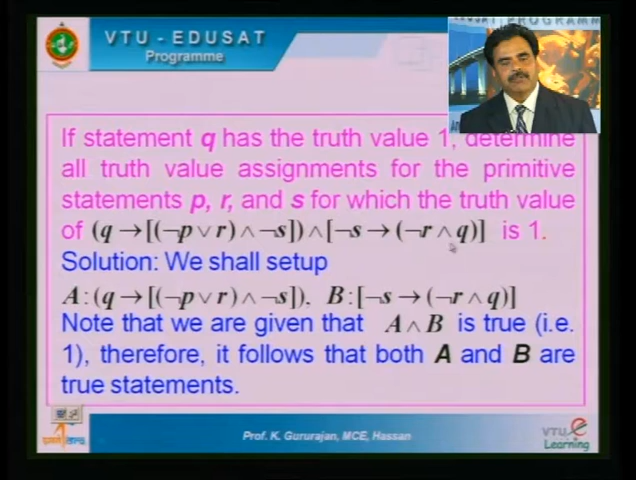 VTU - EDUSAT
Programme
If statement q has the truth value 1, determine
all truth value assignments for the primitive
statements p, r, and s for which the truth value
of (q →[(¬p ∨ r) ∧ ¬s]) ∧ [¬s → (¬r ∧ q)] is 1.
Solution: We shall setup
A : (q →[(¬p ∨ r) ∧ ¬s]). B : [¬s → (¬r ∧ q)]
Note that we are given that A ∧ B is true (i.e.
1), therefore, it follows that both A and B are
true statements.
Prof. K. Gururajan, MCE, Hassan
VTU e
Learning